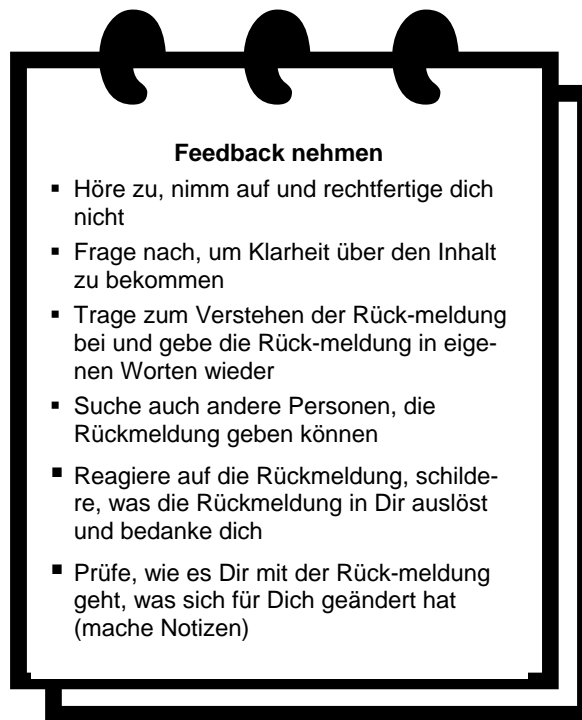 Feedback nehmen
▪ Höre zu, nimm auf und rechtfertige dich
nicht
▪ Frage nach, um Klarheit über den Inhalt
zu bekommen
▪ Trage zum Verstehen der Rück-meldung
bei und gebe die Rück-meldung in eige-
nen Worten wieder
▪ Suche auch andere Personen, die
Rückmeldung geben können
▪ Reagiere auf die Rückmeldung, schilde-
re, was die Rückmeldung in Dir auslöst
und bedanke dich
▪ Prüfe, wie es Dir mit der Rück-meldung
geht, was sich für Dich geändert hat
(mache Notizen)